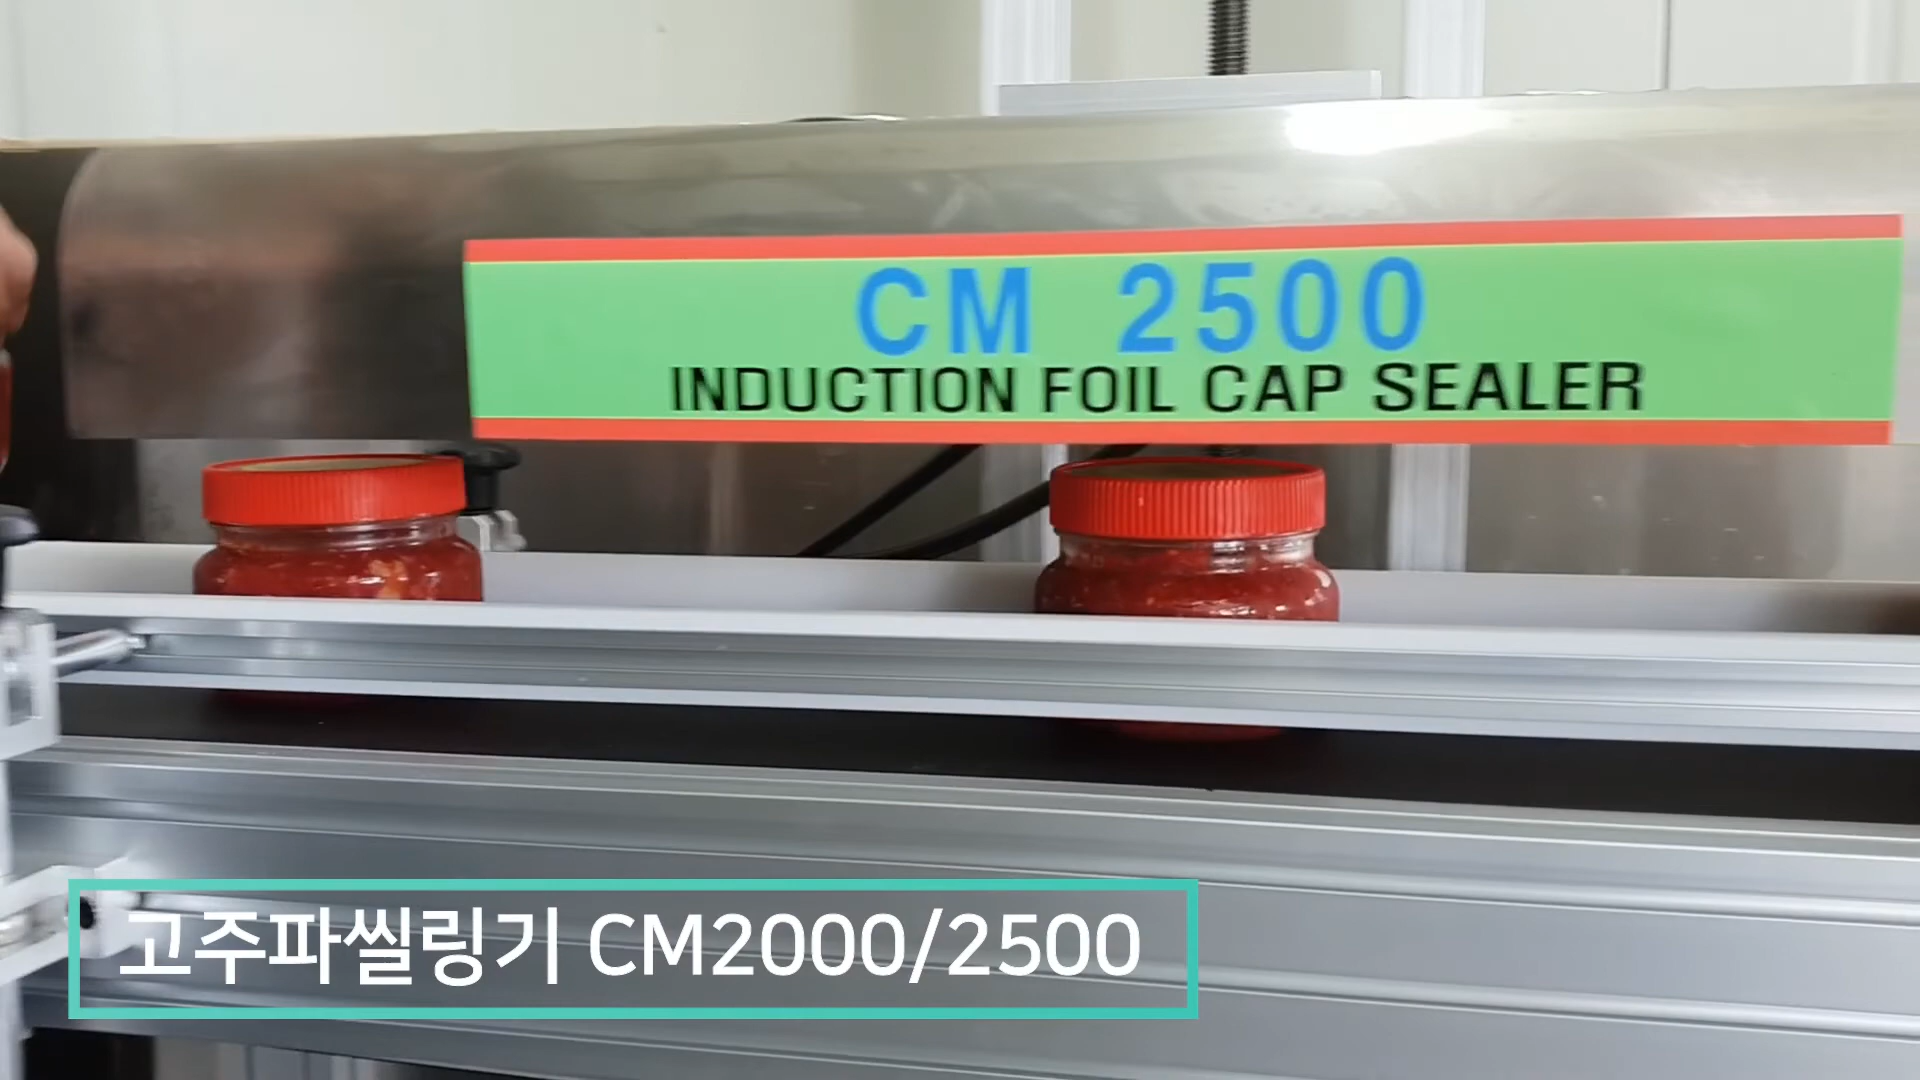 CM 2500
INDUCTION FOIL CAP SEALER
고주파씰링기 CM2000/2500